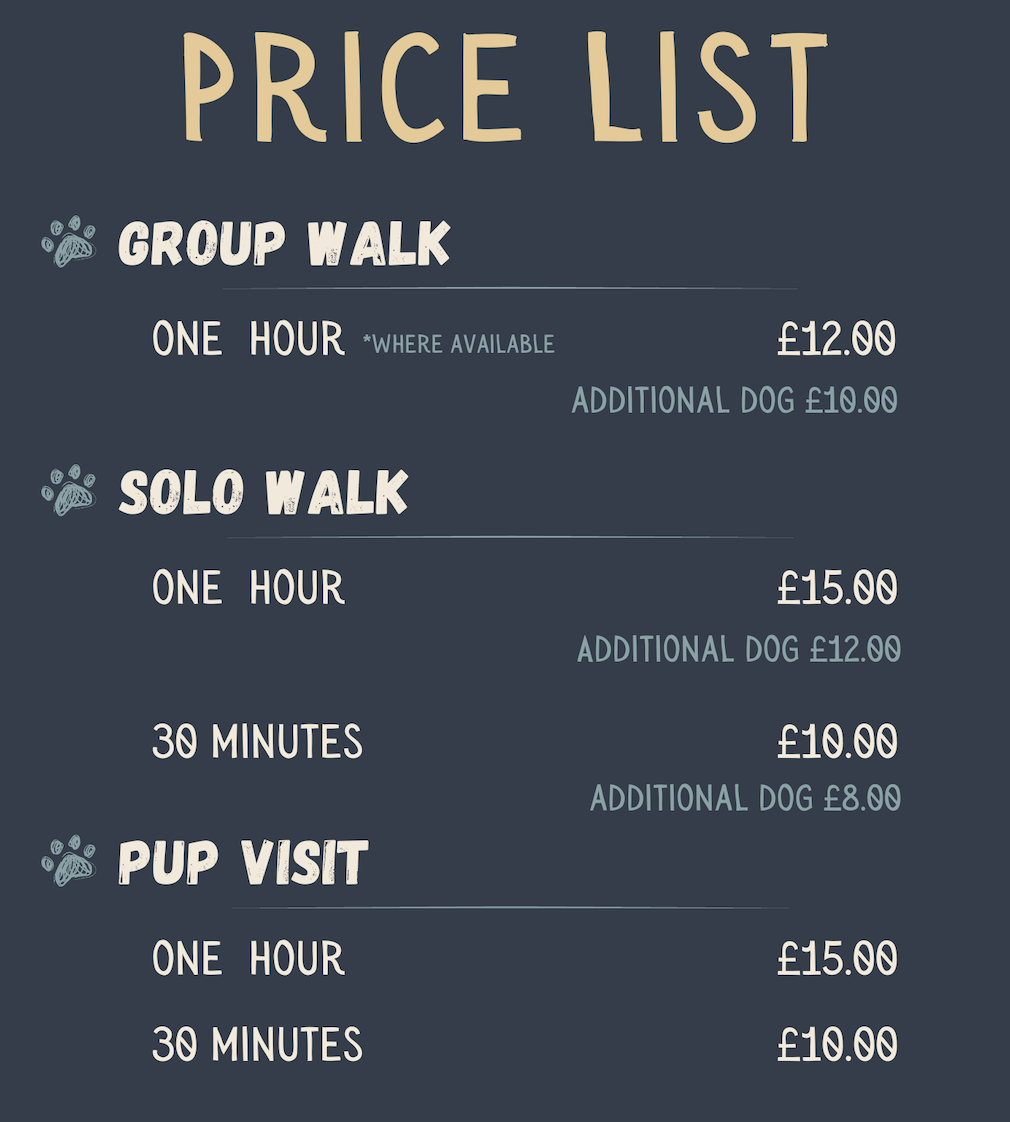 PRICE LIST
GROUP WALK
ONE HOUR *WHERE AVAILABLE £12.00
ADDITIONAL DOG £10.00
SOLO WALK
ONE HOUR £15.00
ADDITIONAL DOG £12.00
30 MINUTES £10.00
ADDITIONAL DOG £8.00
PUP VISIT
ONE HOUR £15.00
30 MINUTES £10.00